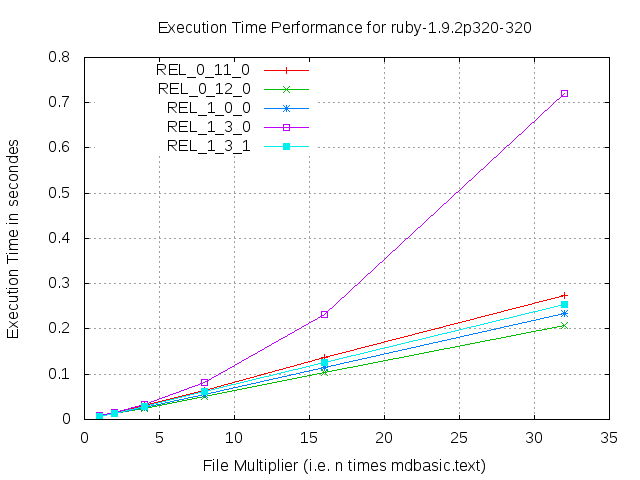 Execution Time Performance for ruby-1.9.2p320-320
Execution Time in secondes
0.8
0.7
0.6
0.5
0.4
0.3
0.2
0.1
0
REL_0_11_0
REL_0_12_0
REL_1_0_0
REL_1_3_0
REL_1_3_1
0 5 10 15 20 25 30 35
File Multiplier (i.e. n times mdbasic.text)